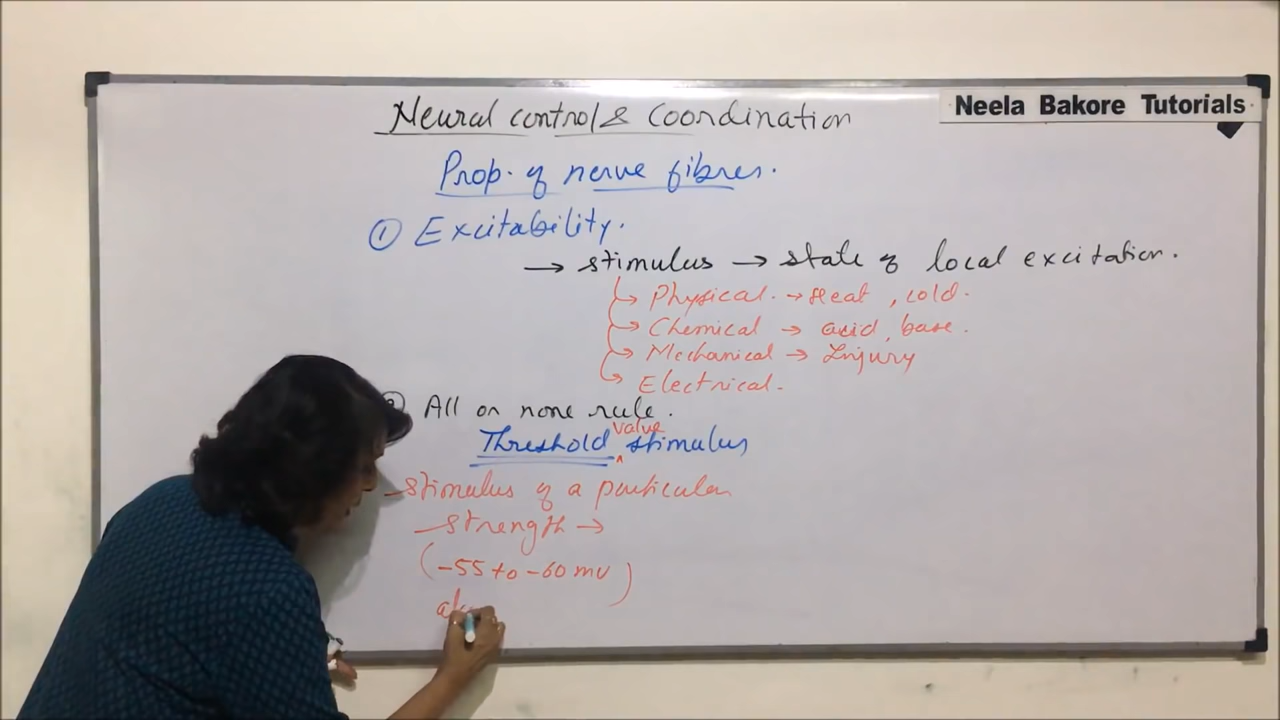 Neela Bakore Tutorials
Neural control & Coordination
Prop. of nerve fibres.
① Excitability.
→ stimulus → state of local excitation.
→ Physical. → Heat, cold.
→ Chemical → acid, base.
→ Mechanical → Injury
→ Electrical.
All or none rule.
Threshold value stimulus
stimulus of a particular
strength →
(-55 to -60 mv)